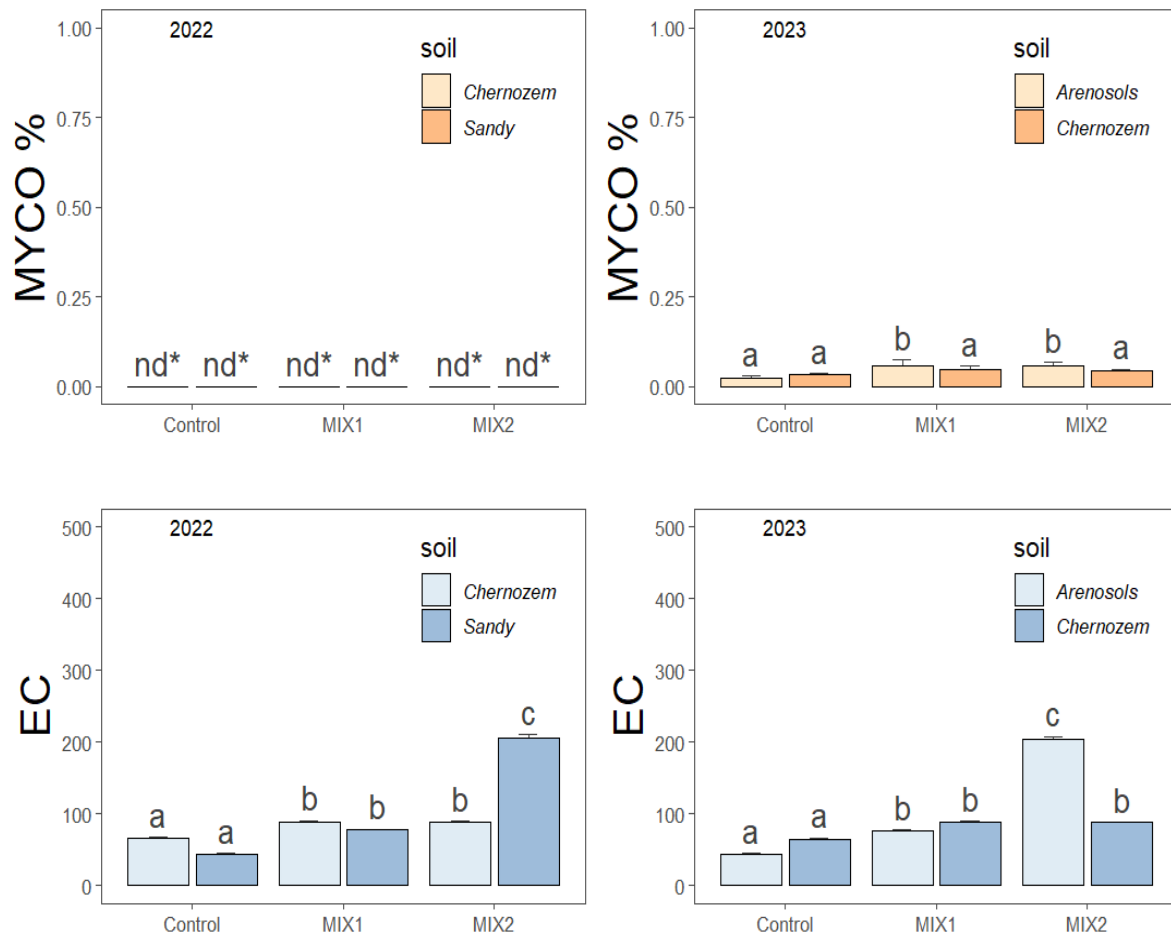 2022
soil
Chernozem
Sandy
MYCO %
1.00
0.75
0.50
0.25
0.00
nd* nd* nd* nd* nd* nd*
Control MIX1 MIX2
2023
soil
Arenosols
Chernozem
MYCO %
1.00
0.75
0.50
0.25
0.00
a a b a b a
Control MIX1 MIX2
2022
soil
Chernozem
Sandy
EC
500
400
300
200
100
0
a a b b b c
Control MIX1 MIX2
2023
soil
Arenosols
Chernozem
EC
500
400
300
200
100
0
a a b b c b
Control MIX1 MIX2